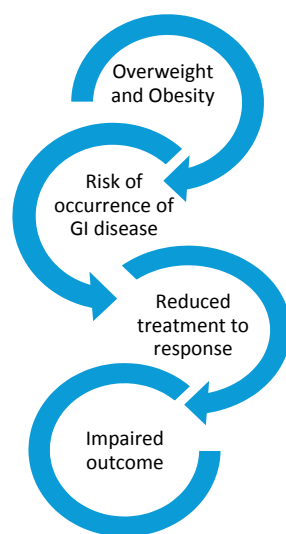 Overweight
and Obesity
Risk of
occurrence of
GI disease
Reduced
treatment to
response
Impaired
outcome